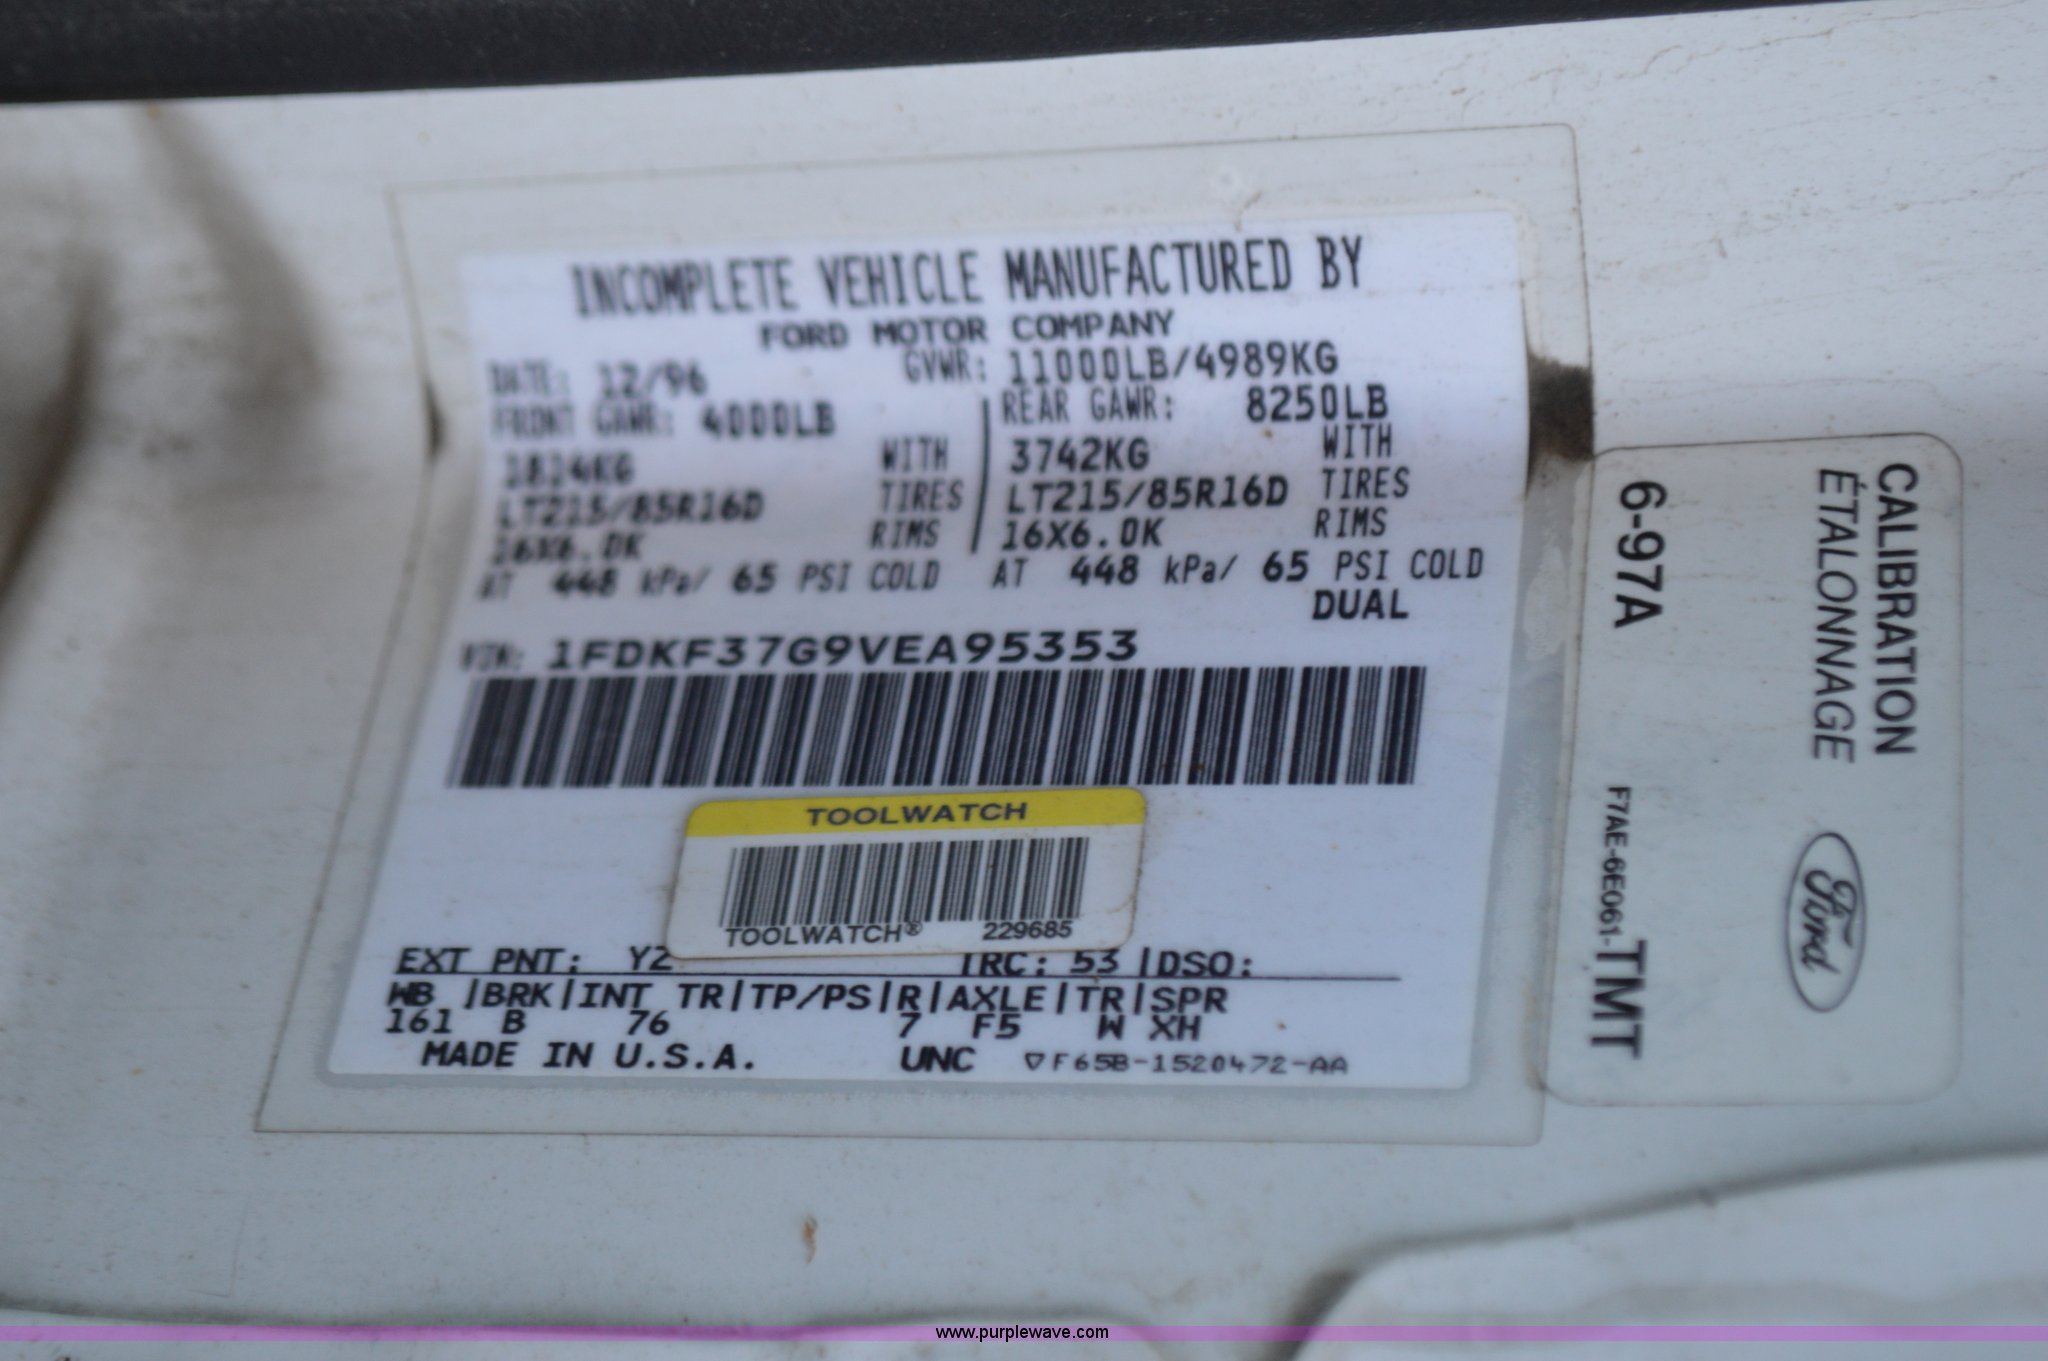 INCOMPLETE VEHICLE MANUFACTURED BY
FORD MOTOR COMPANY
DATE: 12/96 GVWR: 11000LB/4989KG
FRONT GAWR: 4000LB REAR GAWR: 8250LB
1814KG WITH 3742KG WITH
LT215/85R16D TIRES LT215/85R16D TIRES
16X6.0K RIMS 16X6.0K RIMS
AT 448 kPa/ 65 PSI COLD AT 448 kPa/ 65 PSI COLD
DUAL
VIN: 1FDKF37G9VEA95353
TOOLWATCH
TOOLWATCH® 229685
EXT PNT: YZ |RC: 53 |DSO:
WB |BRK|INT TR|TP/PS|R|AXLE|TR|SPR
161 B 76 7 F5 W XH
MADE IN U.S.A. UNC ▽F65B-1520472-AA
CALIBRATION
ÉTALONNAGE
Ford
6-97A
F7AE-6E061-TMT
www.purplewave.com